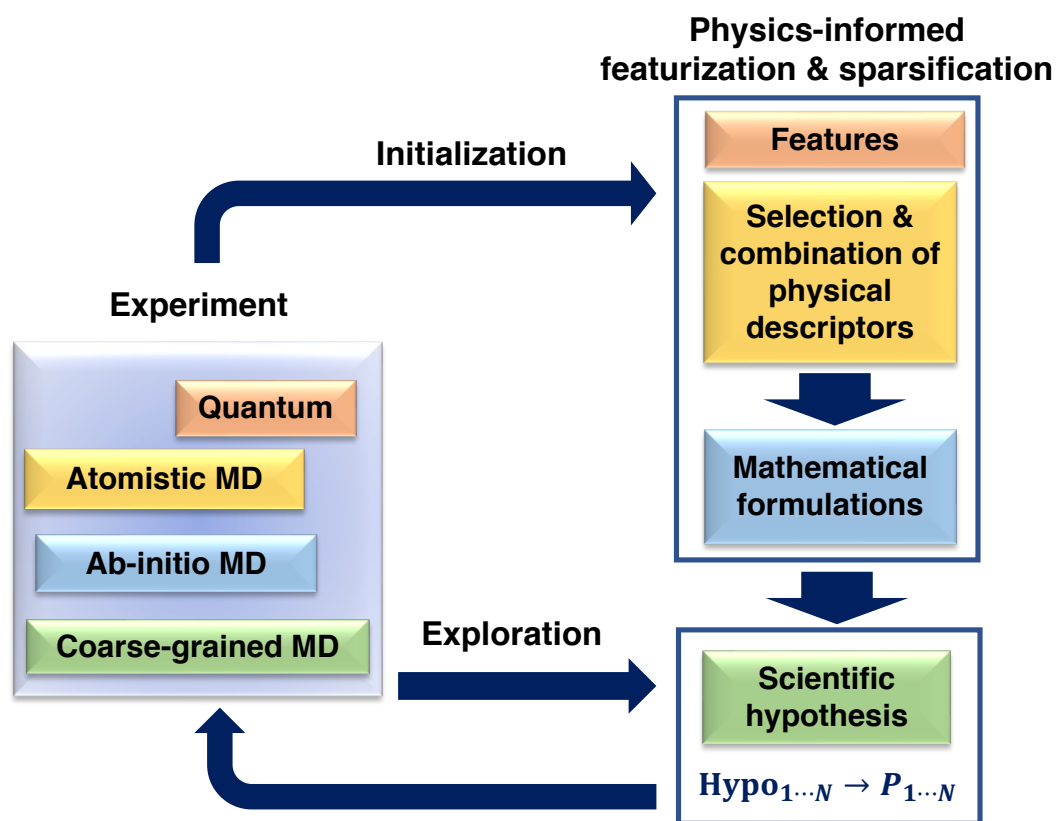 Physics-informed
featurization & sparsification
Features
Selection &
combination of
physical
descriptors
Mathematical
formulations
Initialization
Experiment
Quantum
Atomistic MD
Ab-initio MD
Coarse-grained MD
Exploration
Scientific
hypothesis
Hypo₁…N → P₁…N